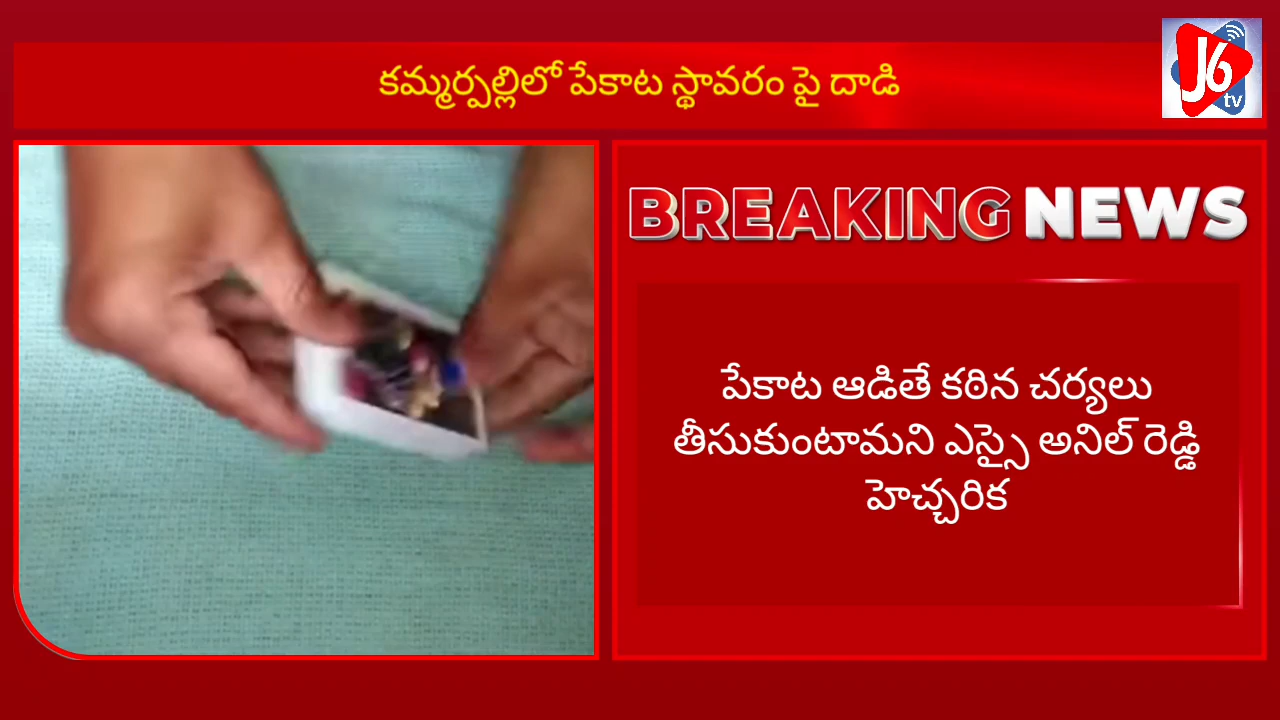 కమ్మర్పల్లిలో పేకాట స్థావరం పై దాడి
J6
tv
BREAKING NEWS
పేకాట ఆడితే కఠిన చర్యలు
తీసుకుంటామని ఎస్సై అనిల్ రెడ్డి
హెచ్చరిక